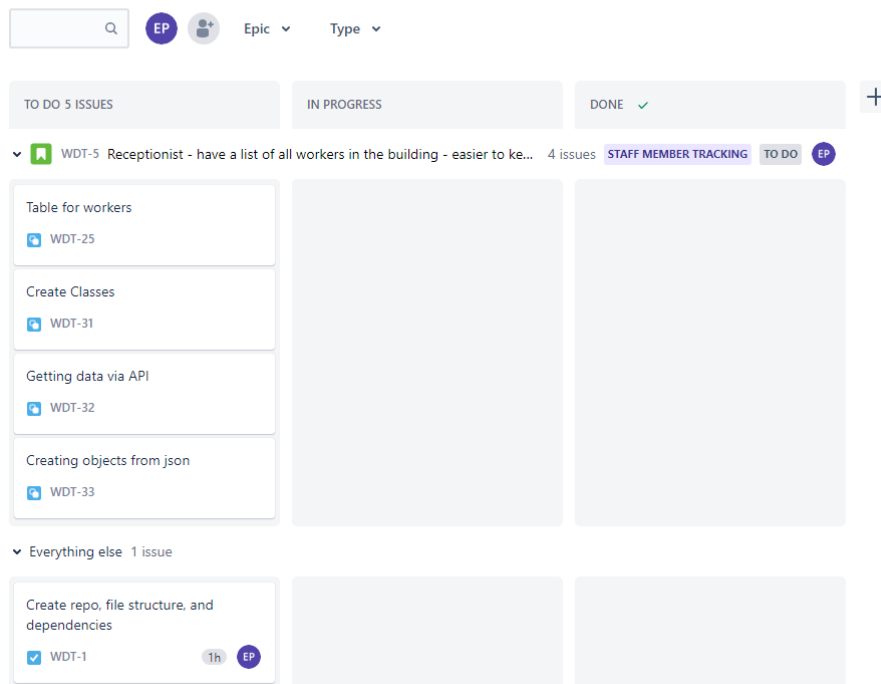 EP Epic Type
TO DO 5 ISSUES IN PROGRESS DONE
WDT-5 Receptionist - have a list of all workers in the building - easier to ke... 4 issues STAFF MEMBER TRACKING TO DO EP
Table for workers
WDT-25
Create Classes
WDT-31
Getting data via API
WDT-32
Creating objects from json
WDT-33
Everything else 1 issue
Create repo, file structure, and
dependencies
WDT-1 1h EP